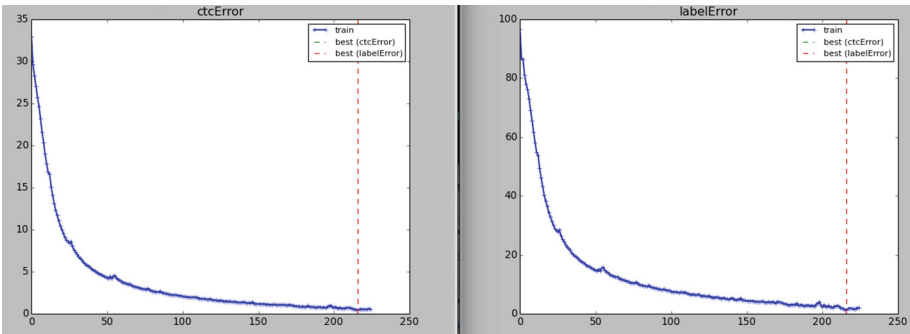 ctcError
35
30
25
20
15
10
5
0
0 50 100 150 200 250
train
best (ctcError)
best (labelError)
labelError
100
80
60
40
20
0
0 50 100 150 200 250
train
best (ctcError)
best (labelError)